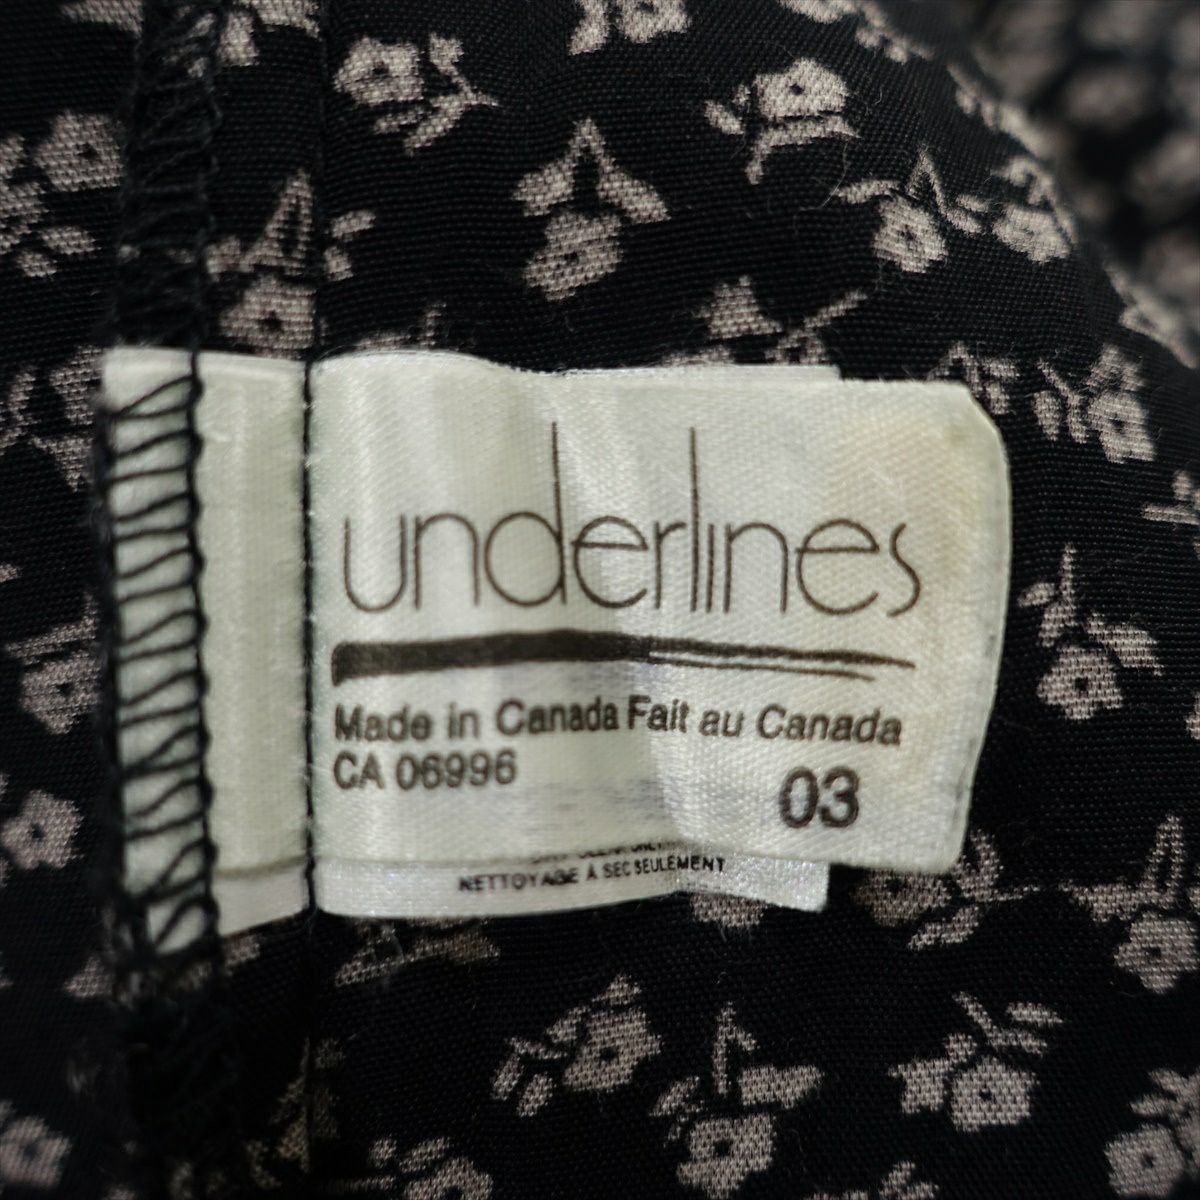 underlines
Made in Canada Fait au Canada
CA 06996
03
NETTOYAGE À SEC SEULEMENT